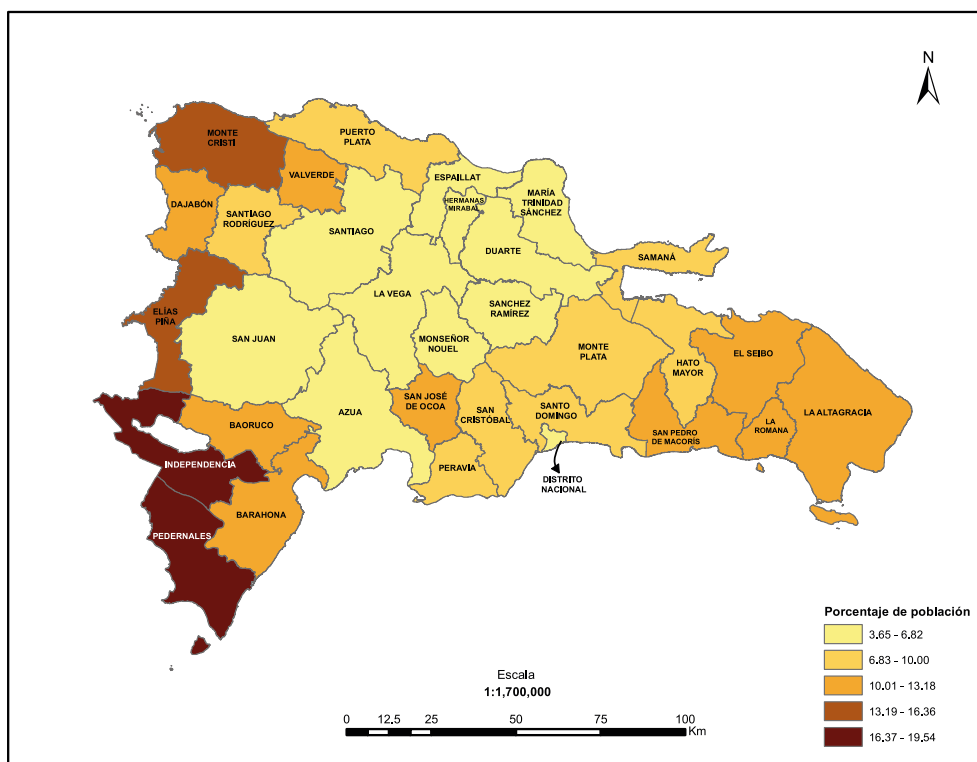 N
MONTE
CRISTI
PUERTO
PLATA
VALVERDE
ESPAILLAT
HERMANAS
MIRABAL
MARÍA
TRINIDAD
SÁNCHEZ
DAJABÓN
SANTÍAGO
RODRÍGUEZ
SANTIAGO
DUARTE
SAMANÁ
ELÍAS
PIÑA
LA VEGA
SANCHEZ
RAMÍREZ
SAN JUAN
MONSEÑOR
NOUEL
MONTE
PLATA
EL SEIBO
HATO
MAYOR
SAN JOSÉ
DE OCOA
AZUA
SAN
CRISTÓBAL
SANTO
DOMINGO
LA ALTAGRACIA
BAORUCO
SAN PEDRO
DE MACORÍS
LA
ROMANA
INDEPENDENCIA
PERAVIA
DISTRITO
NACIONAL
BARAHONA
PEDERNALES
Porcentaje de población
3.65 - 6.82
6.83 - 10.00
10.01 - 13.18
13.19 - 16.36
16.37 - 19.54
Escala
1:1,700,000
0 12.5 25 50 75 100
Km